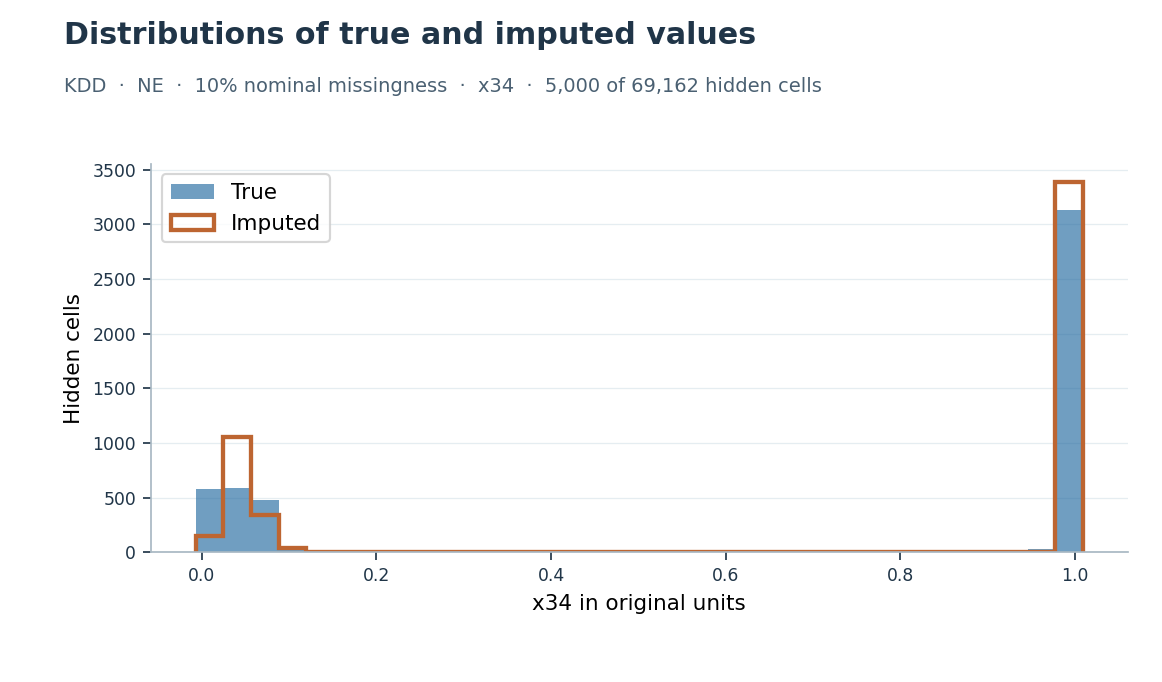 Distributions of true and imputed values
KDD · NE · 10% nominal missingness · x34 · 5,000 of 69,162 hidden cells
3500
3000
2500
2000
1500
1000
500
0
Hidden cells
True
Imputed
0.0 0.2 0.4 0.6 0.8 1.0
x34 in original units